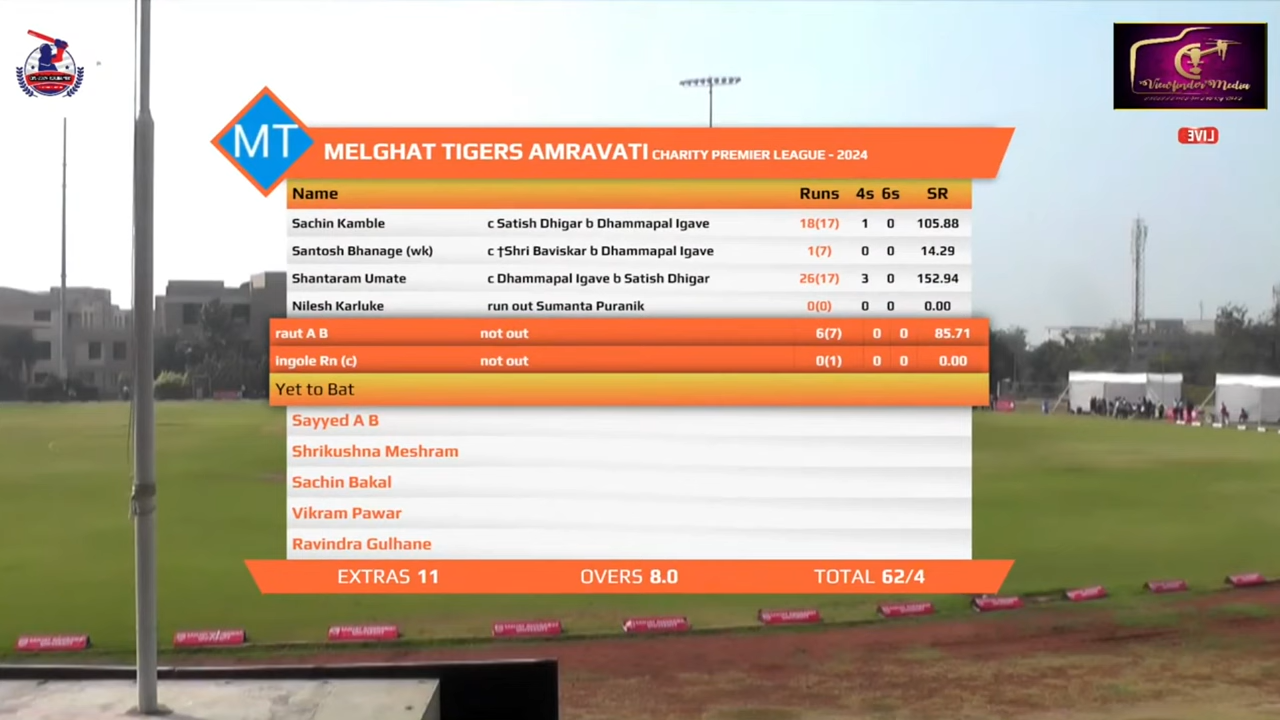 Viewfinder Media
LIVE
MT
MELGHAT TIGERS AMRAVATI CHARITY PREMIER LEAGUE - 2024
Name Runs 4s 6s SR
Sachin Kamble c Satish Dhigar b Dhammapal Igave 18(17) 1 0 105.88
Santosh Bhanage (wk) c †Shri Baviskar b Dhammapal Igave 1(7) 0 0 14.29
Shantaram Umate c Dhammapal Igave b Satish Dhigar 26(17) 3 0 152.94
Nilesh Karluke run out Sumanta Puranik 0(0) 0 0 0.00
raut A B not out 6(7) 0 0 85.71
ingole Rn (c) not out 0(1) 0 0 0.00
Yet to Bat
Sayyed A B
Shrikushna Meshram
Sachin Bakal
Vikram Pawar
Ravindra Gulhane
EXTRAS 11 OVERS 8.0 TOTAL 62/4